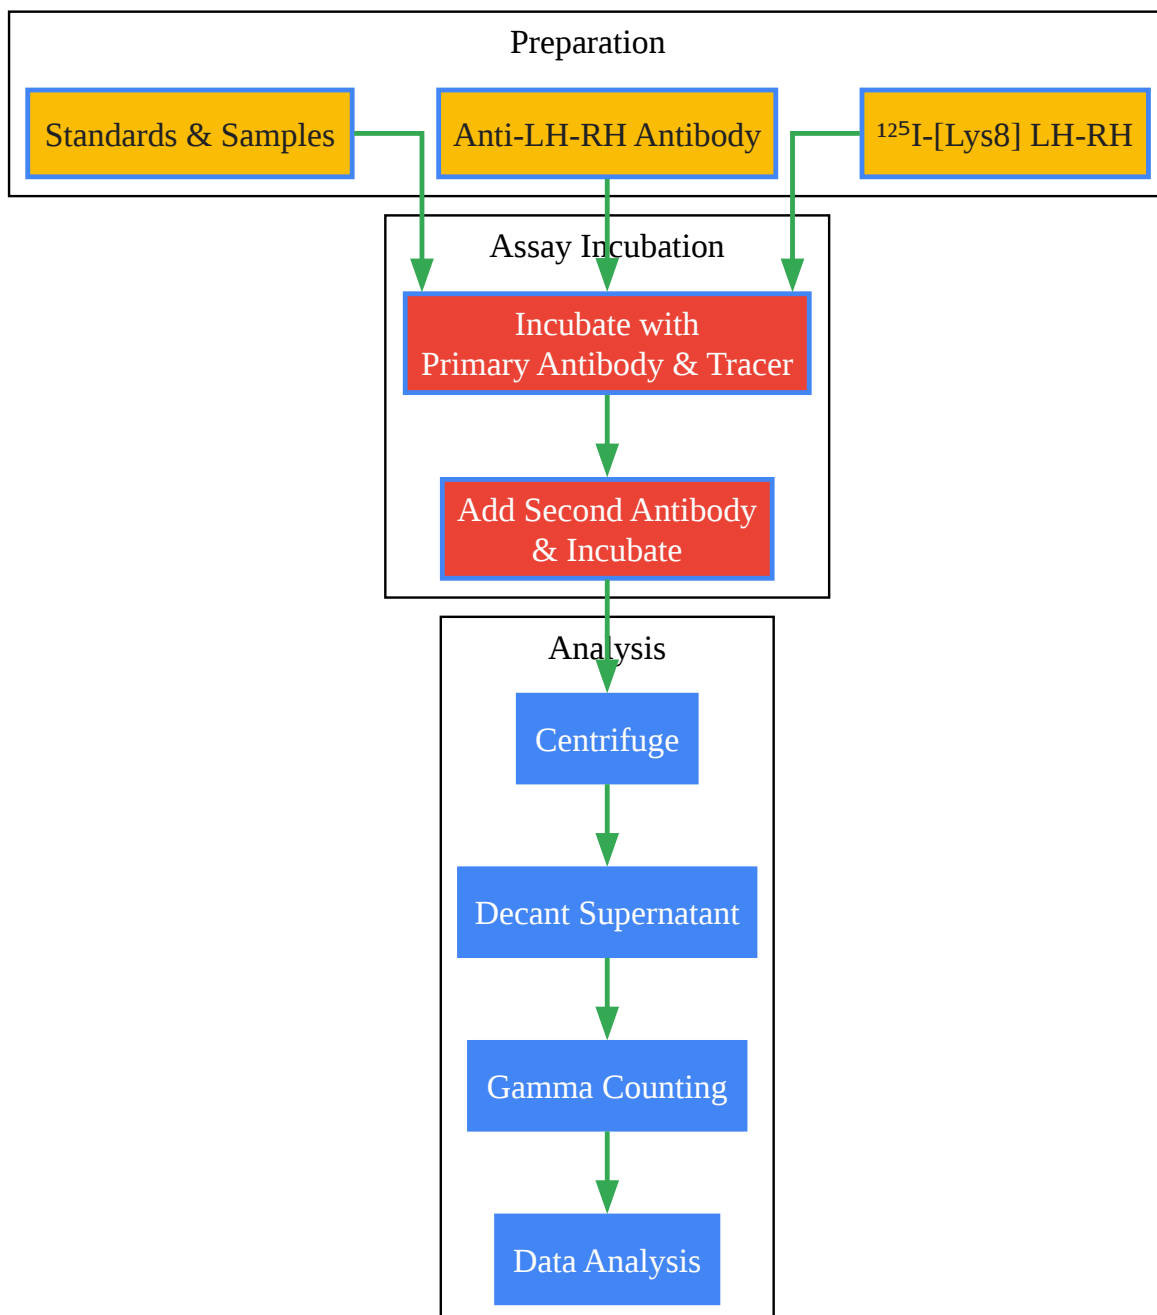 Preparation
Standards & Samples
Anti-LH-RH Antibody
¹²⁵I-[Lys8] LH-RH
Assay Incubation
Incubate with
Primary Antibody & Tracer
Add Second Antibody
& Incubate
Analysis
Centrifuge
Decant Supernatant
Gamma Counting
Data Analysis